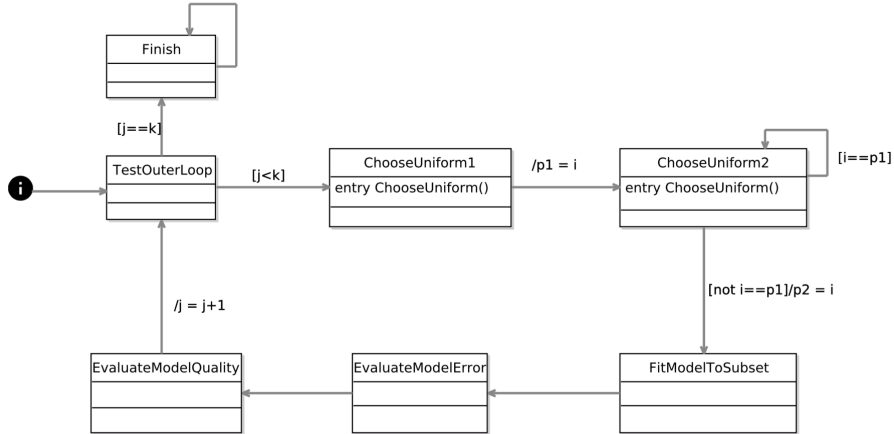 Finish
[j==k]
TestOuterLoop
[j<k]
ChooseUniform1
entry ChooseUniform()
/p1 = i
ChooseUniform2
entry ChooseUniform()
[i==p1]
[not i==p1]/p2 = i
/j = j+1
EvaluateModelQuality
EvaluateModelError
FitModelToSubset
i